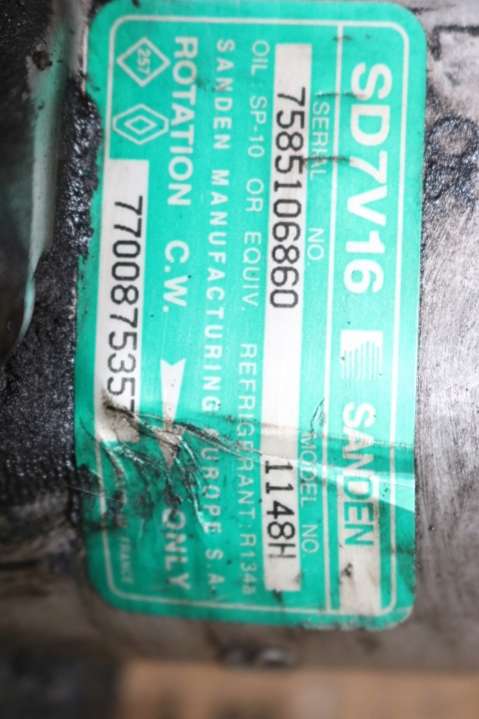 SD7V16 SANDEN
SERIAL NO. MODEL NO.
7585106860 1148H
OIL : SP-10 OR EQUIV. REFRIGERANT : R134a
SANDEN MANUFACTURING EUROPE S.A.
ROTATION C.W. ONLY
257
7700875357
FRANCE